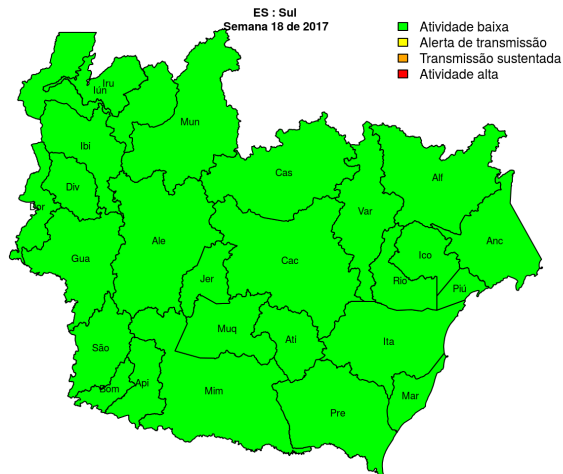 ES : Sul
Semana 18 de 2017
Atividade baixa
Alerta de transmissão
Transmissão sustentada
Atividade alta
Iru
Iún
Mun
Ibi
Cas
Div
Alf
Dor
Var
Ale
Anc
Gua
Cac
Ico
Jer
Rio
Piú
Muq
Ati
Ita
São
Bom
Api
Mim
Mar
Pre